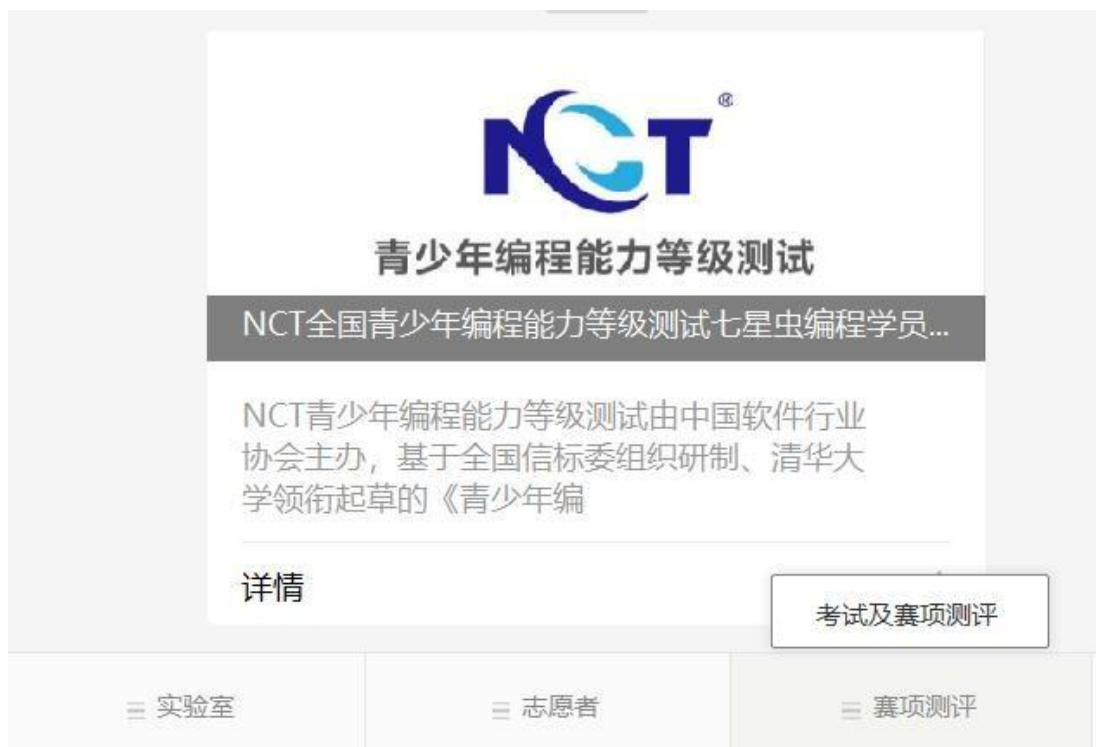 NCT®
青少年编程能力等级测试
NCT全国青少年编程能力等级测试七星虫编程学员...
NCT青少年编程能力等级测试由中国软件行业
协会主办，基于全国信标委组织研制、清华大
学领衔起草的《青少年编
详情
考试及赛项测评
实验室
志愿者
赛项测评